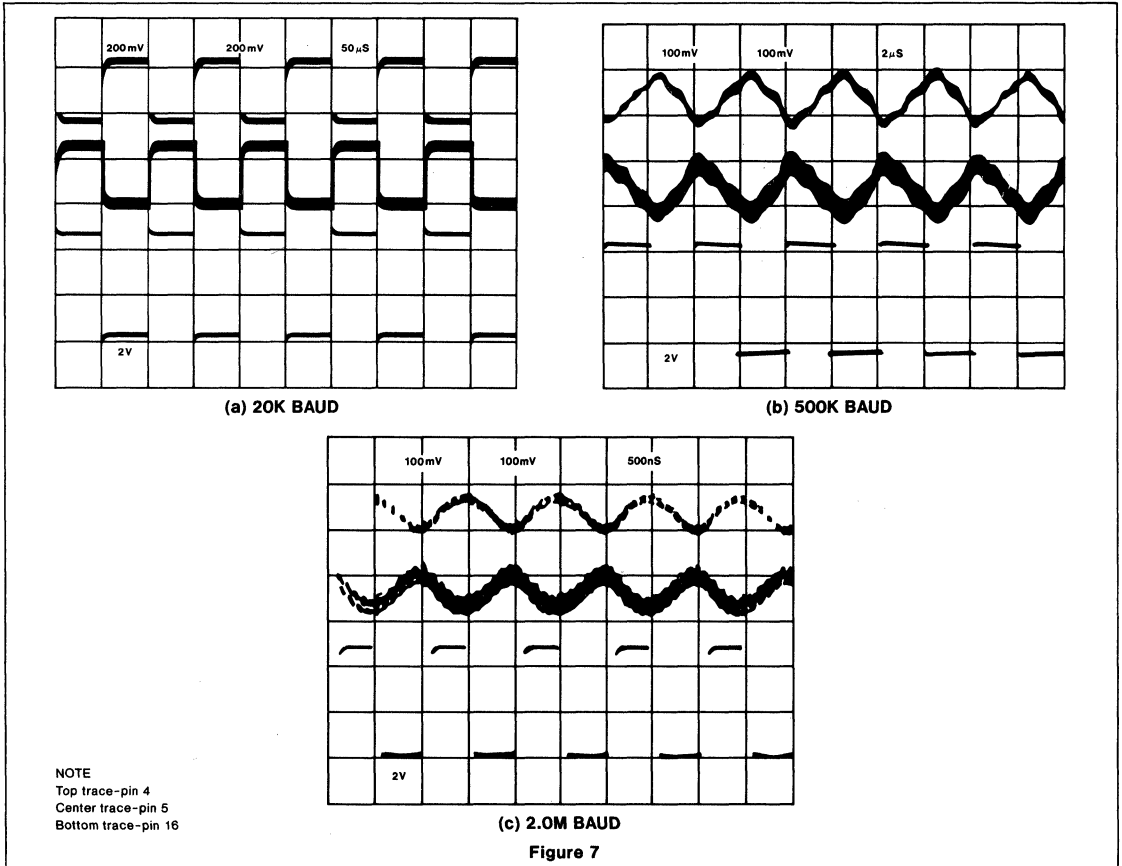 200mV 200mV 50µS
2V
(a) 20K BAUD
100mV 100mV 2µS
2V
(b) 500K BAUD
100mV 100mV 500nS
2V
(c) 2.0M BAUD
NOTE
Top trace-pin 4
Center trace-pin 5
Bottom trace-pin 16
Figure 7